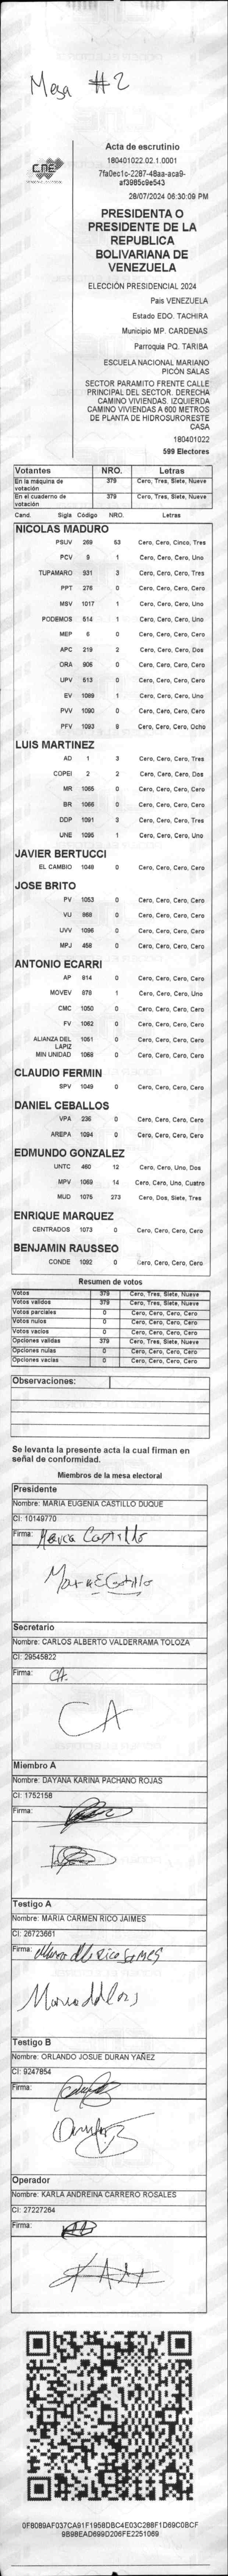 Mesa #2
CNE
Acta de escrutinio
180401022.02.1.0001
7fa0ec1c-2287-48aa-aca9-
af3985c9e543
28/07/2024 06:30:09 PM
PRESIDENTA O
PRESIDENTE DE LA
REPUBLICA
BOLIVARIANA DE
VENEZUELA
ELECCIÓN PRESIDENCIAL 2024
Pais VENEZUELA
Estado EDO. TACHIRA
Municipio MP. CARDENAS
Parroquia PQ. TARIBA
ESCUELA NACIONAL MARIANO
PICÓN SALAS
SECTOR PARAMITO FRENTE CALLE
PRINCIPAL DEL SECTOR. DERECHA
CAMINO VIVIENDAS. IZQUIERDA
CAMINO VIVIENDAS A 600 METROS
DE PLANTA DE HIDROSUROESTE
CASA
180401022
599 Electores
Votantes NRO. Letras
En la máquina de votación 379 Cero, Tres, Siete, Nueve
En el cuaderno de votación 379 Cero, Tres, Siete, Nueve
Cand. Sigla Código NRO. Letras
NICOLAS MADURO
PSUV 268 53 Cero, Cero, Cinco, Tres
PCV 9 1 Cero, Cero, Cero, Uno
TUPAMARO 931 3 Cero, Cero, Cero, Tres
PPT 276 0 Cero, Cero, Cero, Cero
MSV 1017 1 Cero, Cero, Cero, Uno
PODEMOS 514 1 Cero, Cero, Cero, Uno
MEP 6 0 Cero, Cero, Cero, Cero
APC 219 2 Cero, Cero, Cero, Dos
ORA 906 0 Cero, Cero, Cero, Cero
UPV 513 0 Cero, Cero, Cero, Cero
EV 1089 1 Cero, Cero, Cero, Uno
PVV 1090 0 Cero, Cero, Cero, Cero
PFV 1093 8 Cero, Cero, Cero, Ocho
LUIS MARTINEZ
AD 1 3 Cero, Cero, Cero, Tres
COPEI 2 2 Cero, Cero, Cero, Dos
MR 1065 0 Cero, Cero, Cero, Cero
BR 1066 0 Cero, Cero, Cero, Cero
DDP 1091 3 Cero, Cero, Cero, Tres
UNE 1095 1 Cero, Cero, Cero, Uno
JAVIER BERTUCCI
EL CAMBIO 1048 0 Cero, Cero, Cero, Cero
JOSE BRITO
PV 1053 0 Cero, Cero, Cero, Cero
VU 968 0 Cero, Cero, Cero, Cero
UVV 1096 0 Cero, Cero, Cero, Cero
MPJ 458 0 Cero, Cero, Cero, Cero
ANTONIO ECARRI
AP 914 0 Cero, Cero, Cero, Cero
MOVEV 879 1 Cero, Cero, Cero, Uno
CMC 1050 0 Cero, Cero, Cero, Cero
FV 1062 0 Cero, Cero, Cero, Cero
ALIANZA DEL LAPIZ 1051 0 Cero, Cero, Cero, Cero
MIN UNIDAD 1068 0 Cero, Cero, Cero, Cero
CLAUDIO FERMIN
SPV 1049 0 Cero, Cero, Cero, Cero
DANIEL CEBALLOS
VPA 236 0 Cero, Cero, Cero, Cero
AREPA 1094 0 Cero, Cero, Cero, Cero
EDMUNDO GONZALEZ
UNTC 460 12 Cero, Cero, Uno, Dos
MPV 1069 14 Cero, Cero, Uno, Cuatro
MUD 1075 273 Cero, Dos, Siete, Tres
ENRIQUE MARQUEZ
CENTRADOS 1073 0 Cero, Cero, Cero, Cero
BENJAMIN RAUSSEO
CONDE 1092 0 Cero, Cero, Cero, Cero
Resumen de votos
Votos 379 Cero, Tres, Siete, Nueve
Votos validos 379 Cero, Tres, Siete, Nueve
Votos parciales 0 Cero, Cero, Cero, Cero
Votos nulos 0 Cero, Cero, Cero, Cero
Votos vacios 0 Cero, Cero, Cero, Cero
Opciones validas 379 Cero, Tres, Siete, Nueve
Opciones nulas 0 Cero, Cero, Cero, Cero
Opciones vacias 0 Cero, Cero, Cero, Cero
Observaciones:
Se levanta la presente acta la cual firman en
señal de conformidad.
Miembros de la mesa electoral
Presidente
Nombre: MARIA EUGENIA CASTILLO DUQUE
CI: 10149770
Firma: Maria Castillo
Maria E Castillo
Secretario
Nombre: CARLOS ALBERTO VALDERRAMA TOLOZA
CI: 29545822
Firma: CA
CA
Miembro A
Nombre: DAYANA KARINA PACHANO ROJAS
CI: 1752158
Firma:
Testigo A
Nombre: MARIA CARMEN RICO JAIMES
CI: 26723661
Firma:
Testigo B
Nombre: ORLANDO JOSUE DURAN YAÑEZ
CI: 9247854
Firma:
Operador
Nombre: KARLA ANDREINA CARRERO ROSALES
CI: 27227264
Firma:
0F8089AF037CA91F1958DBC4E03C288F1D69C0BCF
9B98EAD699D206FE2251069